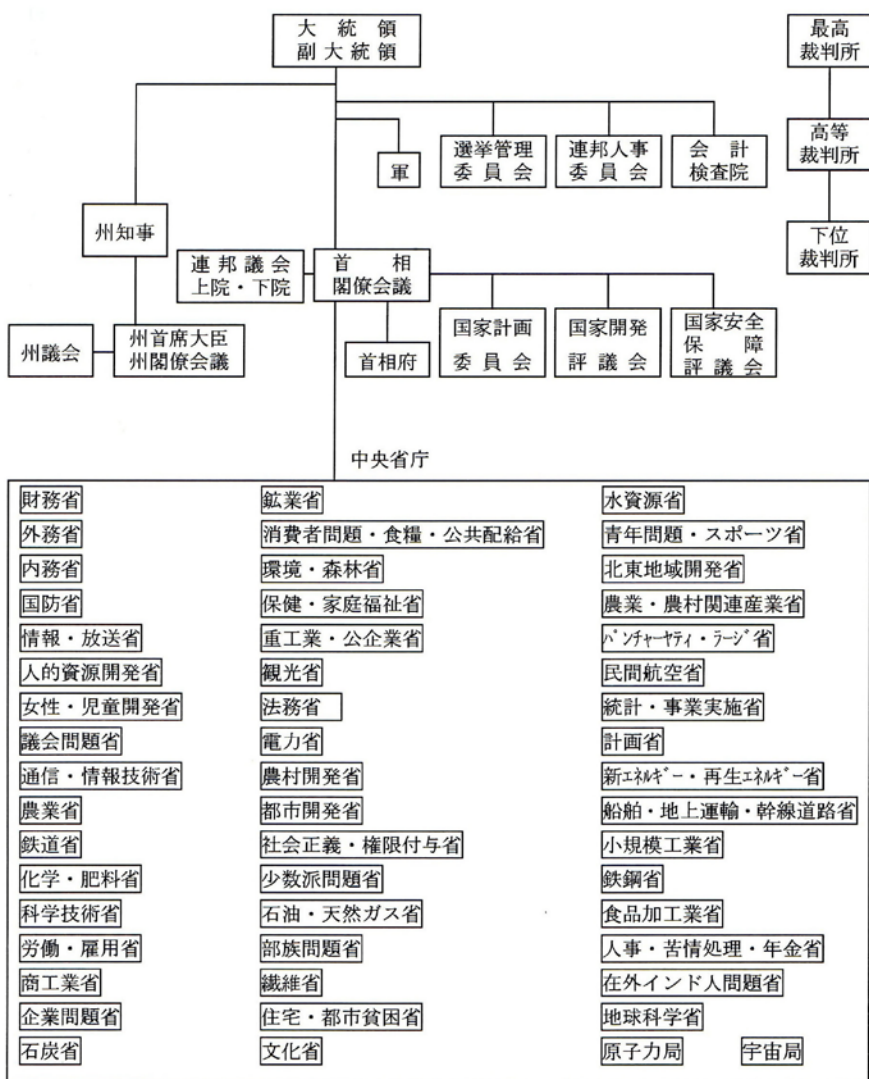 大統領
副大統領
最高
裁判所
軍
選挙管理
委員会
連邦人事
委員会
会計
検査院
高等
裁判所
州知事
連邦議会
上院・下院
首相
閣僚会議
下位
裁判所
州議会
州首席大臣
州閣僚会議
首相府
国家計画
委員会
国家開発
評議会
国家安全
保障
評議会
中央省庁
財務省
外務省
内務省
国防省
情報・放送省
人的資源開発省
女性・児童開発省
議会問題省
通信・情報技術省
農業省
鉄道省
化学・肥料省
科学技術省
労働・雇用省
商工業省
企業問題省
石炭省
鉱業省
消費者問題・食糧・公共配給省
環境・森林省
保健・家庭福祉省
重工業・公企業省
観光省
法務省
電力省
農村開発省
都市開発省
社会正義・権限付与省
少数派問題省
石油・天然ガス省
部族問題省
繊維省
住宅・都市貧困省
文化省
水資源省
青年問題・スポーツ省
北東地域開発省
農業・農村関連産業省
パンチャーヤティ・ラージ省
民間航空省
統計・事業実施省
計画省
新エネルギー・再生エネルギー省
船舶・地上運輸・幹線道路省
小規模工業省
鉄鋼省
食品加工業省
人事・苦情処理・年金省
在外インド人問題省
地球科学省
原子力局 宇宙局